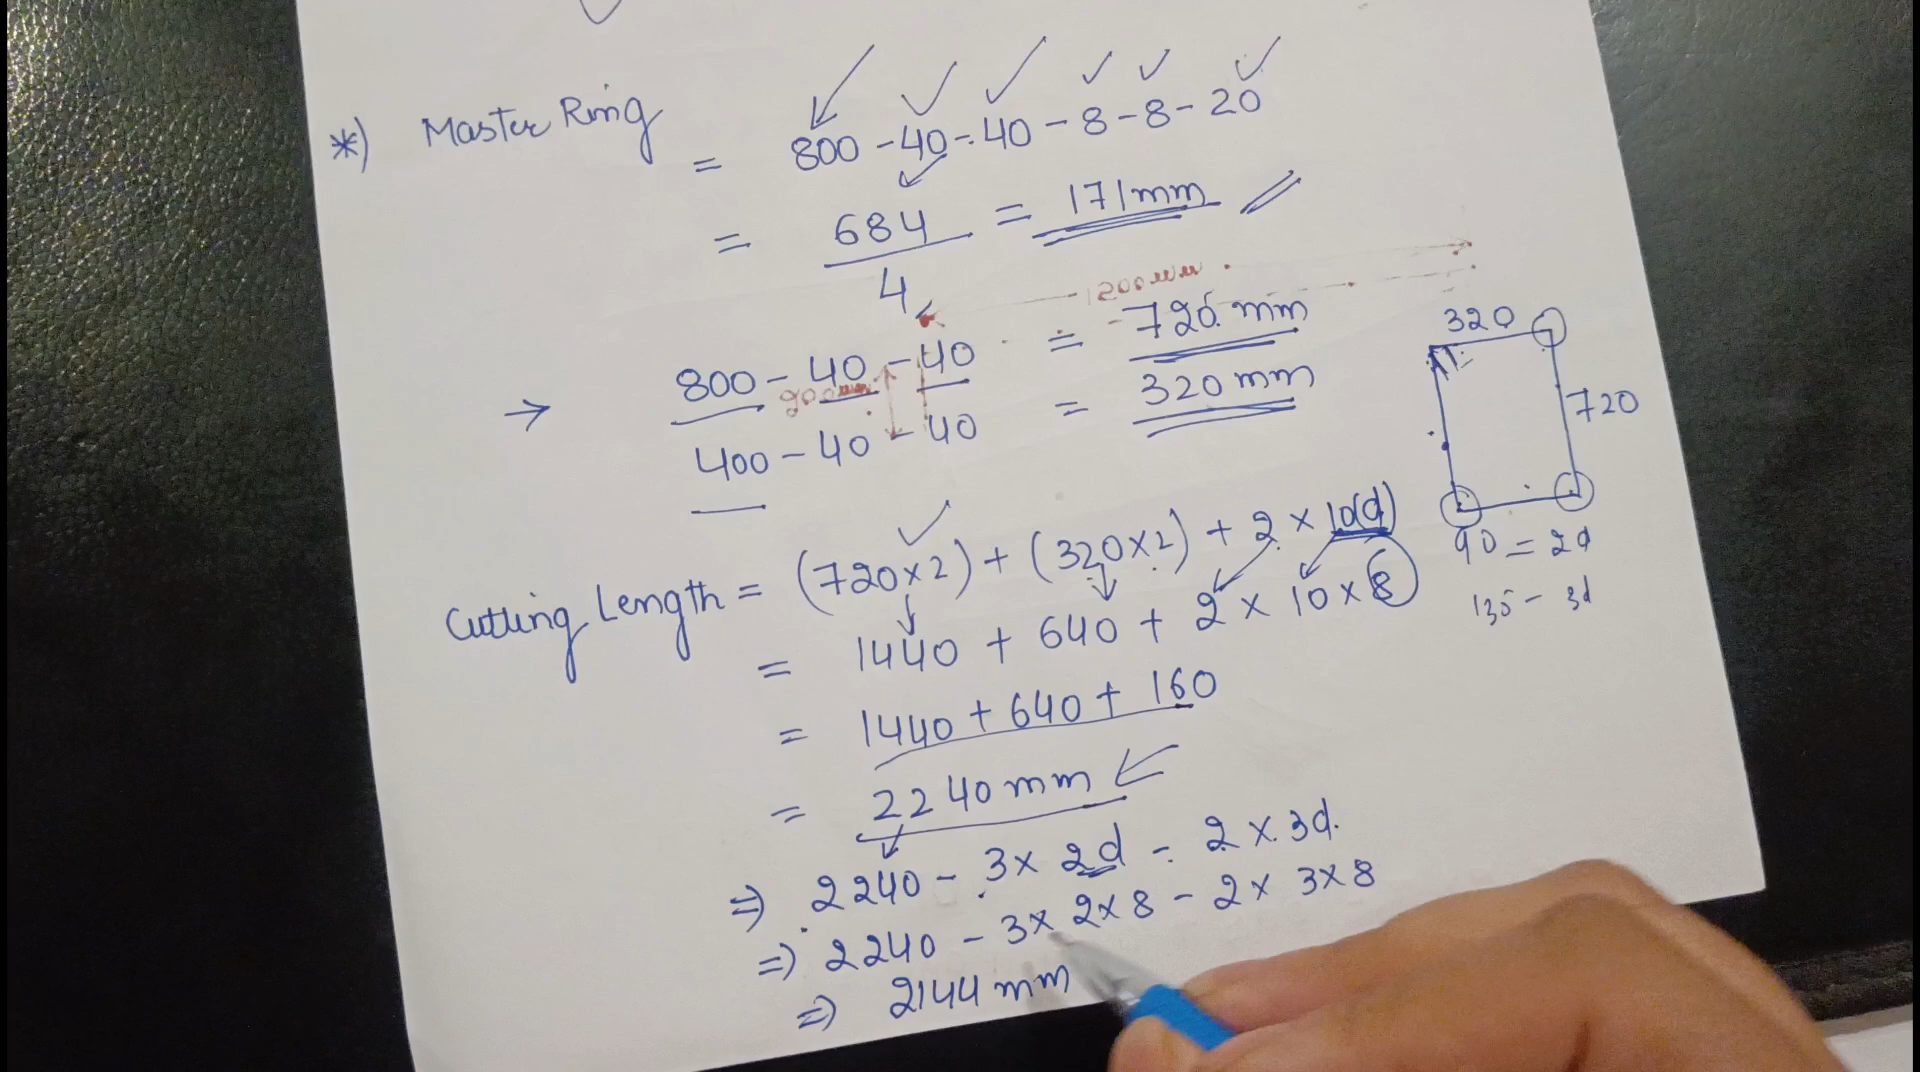 *) Master Ring
= 800 - 40 - 40 - 8 - 8 - 20
= 684/4 = 171mm
1200mm
→ 800 - 40 - 40 = 720 mm
400 - 40 - 40 = 320 mm
320
720
90 = 2d
135 - 3d
Cutting Length = (720×2) + (320×2) + 2 × 10(d)
= 1440 + 640 + 2 × 10 × 8
= 1440 + 640 + 160
= 2240 mm
⇒ 2240 - 3× 2d - 2 × 3d.
⇒ 2240 - 3× 2×8 - 2× 3×8
⇒ 2144 mm